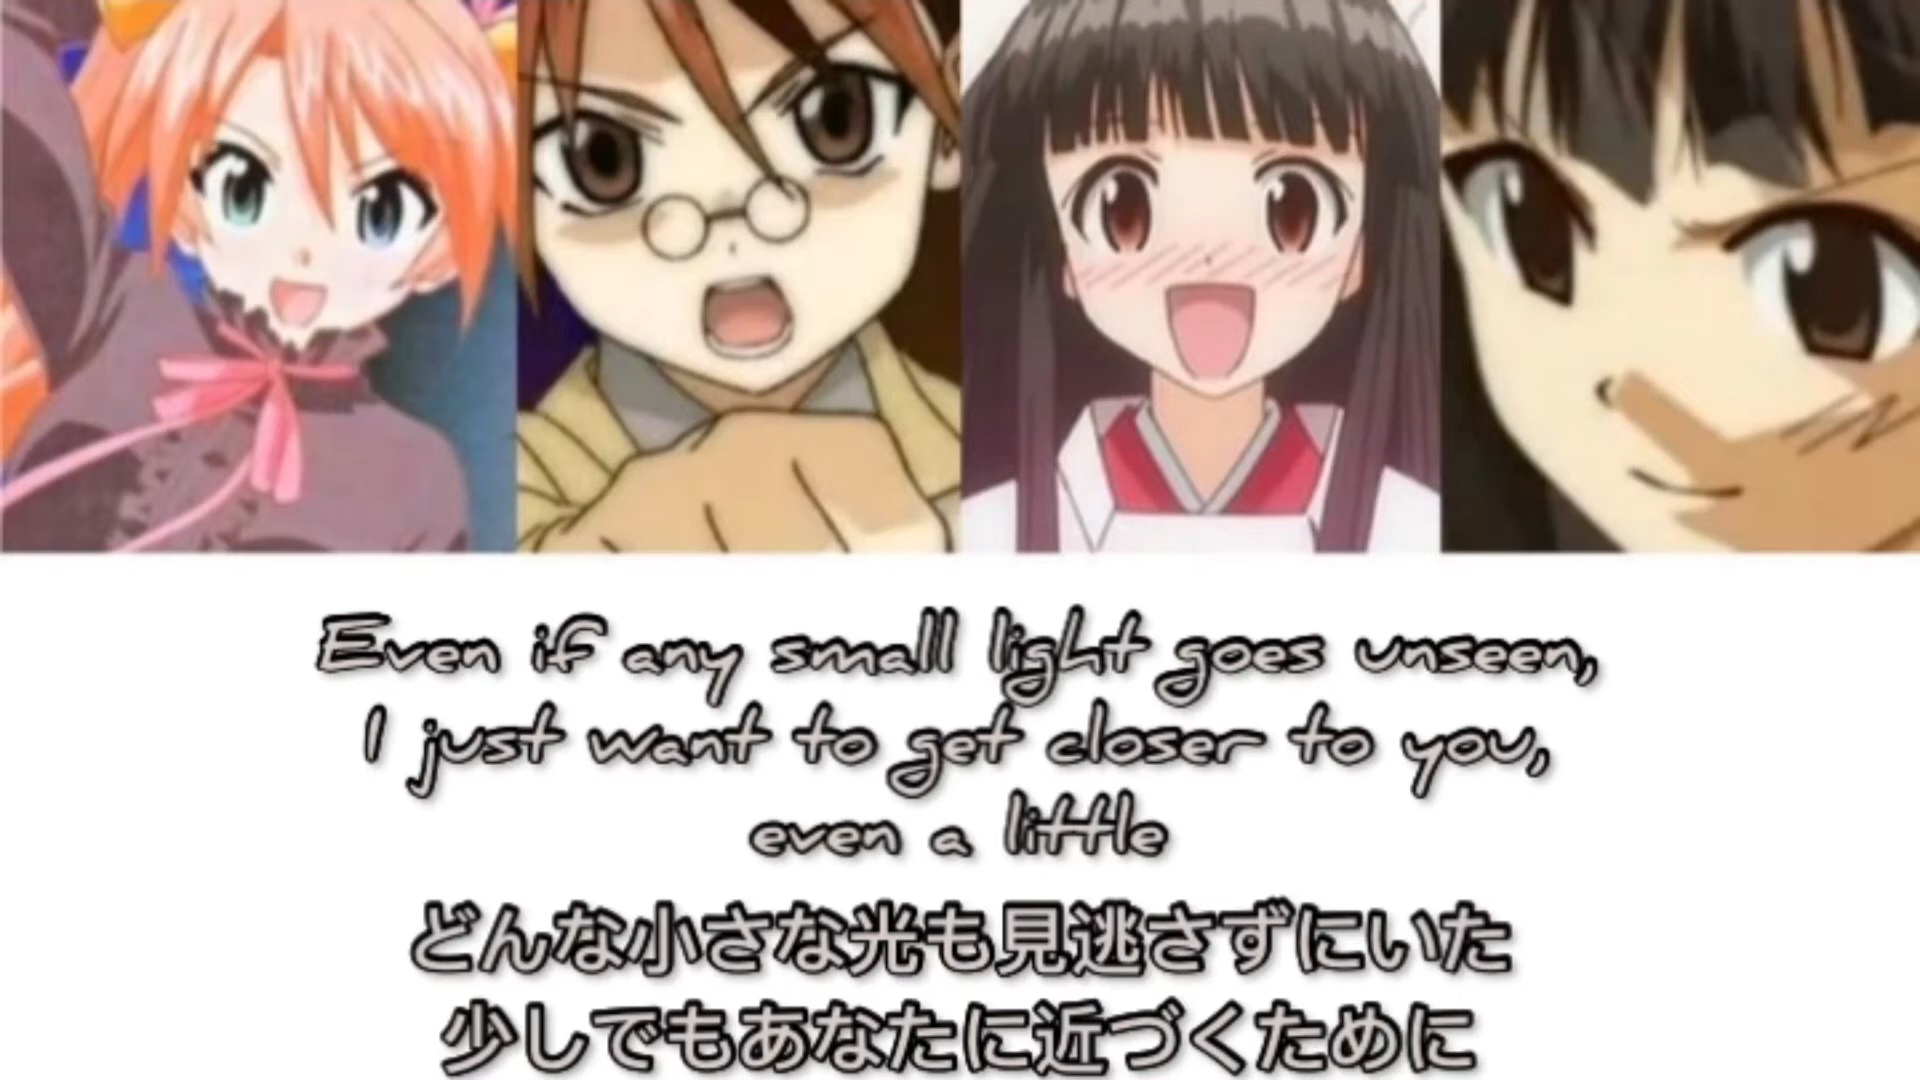 Even if any small light goes unseen,
I just want to get closer to you,
even a little
どんな小さな光も見逃さずにいた
少しでもあなたに近づくために